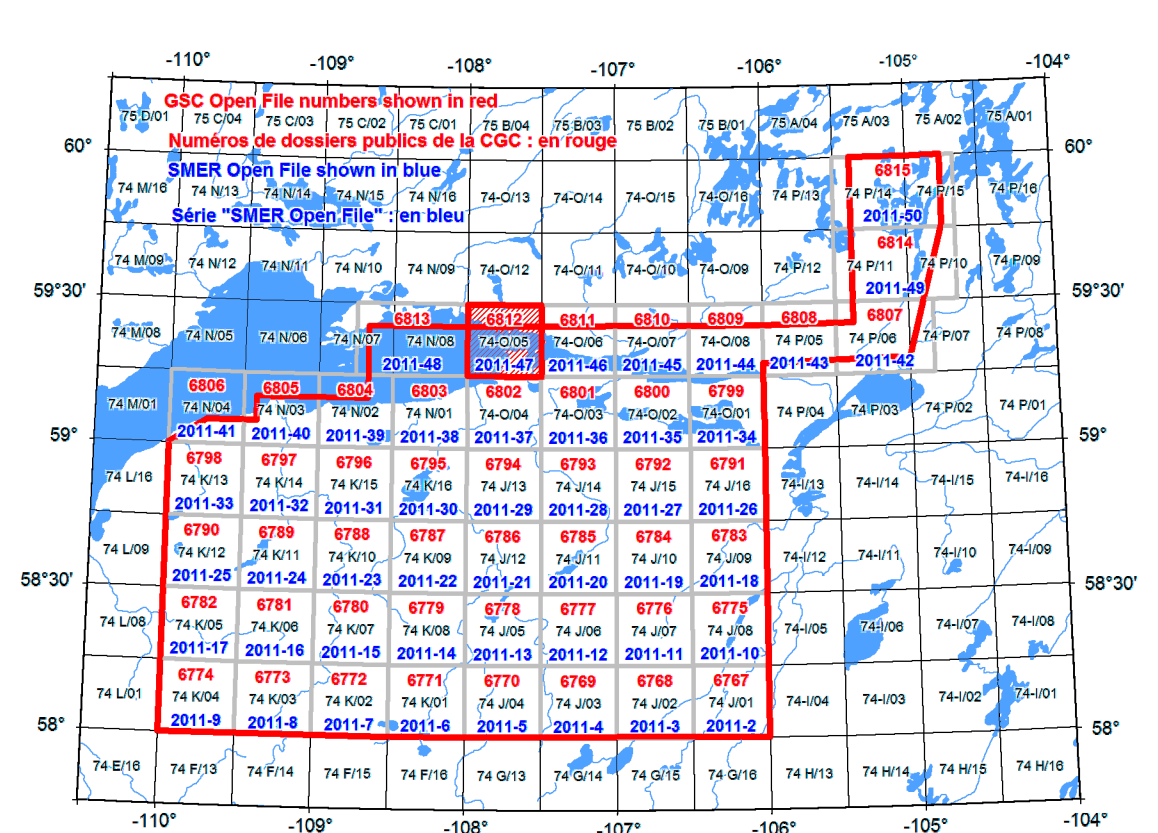 -110° -109° -108° -107° -106° -105° -104°
GSC Open File numbers shown in red
75 D/01 75 C/04 75 C/03 75 C/02 75 C/01 75 B/04 75 B/03 75 B/02 75 B/01 75 A/04 75 A/03 75 A/02 75 A/01
Numéros de dossiers publics de la CGC : en rouge
60° 60°
SMER Open File shown in blue
6815
74 M/16 74 N/13 74 N/14 74 N/15 74 N/16 74-O/13 74-O/14 74-O/15 74-O/16 74 P/13 74 P/14 74 P/15 74 P/16
Série "SMER Open File" : en bleu
2011-50
6814
74 M/09 74 N/12 74 N/11 74 N/10 74 N/09 74-O/12 74-O/11 74-O/10 74-O/09 74 P/12 74 P/11 74 P/10 74 P/09
2011-49
59°30' 59°30'
6813 6812 6811 6810 6809 6808 6807
74 M/08 74 N/05 74 N/06 74 N/07 74 N/08 74-O/05 74-O/06 74-O/07 74-O/08 74 P/05 74 P/06 74 P/07 74 P/08
2011-48 2011-47 2011-46 2011-45 2011-44 2011-43 2011-42
6806 6805 6804 6803 6802 6801 6800 6799
74 M/01 74 N/04 74 N/03 74 N/02 74 N/01 74-O/04 74-O/03 74-O/02 74-O/01 74 P/04 74 P/03 74 P/02 74 P/01
2011-41 2011-40 2011-39 2011-38 2011-37 2011-36 2011-35 2011-34
59° 59°
6798 6797 6796 6795 6794 6793 6792 6791
74 L/16 74 K/13 74 K/14 74 K/15 74 K/16 74 J/13 74 J/14 74 J/15 74 J/16 74-I/13 74-I/14 74-I/15 74-I/16
2011-33 2011-32 2011-31 2011-30 2011-29 2011-28 2011-27 2011-26
6790 6789 6788 6787 6786 6785 6784 6783
74 L/09 74 K/12 74 K/11 74 K/10 74 K/09 74 J/12 74 J/11 74 J/10 74 J/09 74-I/12 74-I/11 74-I/10 74-I/09
2011-25 2011-24 2011-23 2011-22 2011-21 2011-20 2011-19 2011-18
58°30' 58°30'
6782 6781 6780 6779 6778 6777 6776 6775
74 L/08 74 K/05 74 K/06 74 K/07 74 K/08 74 J/05 74 J/06 74 J/07 74 J/08 74-I/05 74-I/06 74-I/07 74-I/08
2011-17 2011-16 2011-15 2011-14 2011-13 2011-12 2011-11 2011-10
6774 6773 6772 6771 6770 6769 6768 6767
74 L/01 74 K/04 74 K/03 74 K/02 74 K/01 74 J/04 74 J/03 74 J/02 74 J/01 74-I/04 74-I/03 74-I/02 74-I/01
2011-9 2011-8 2011-7 2011-6 2011-5 2011-4 2011-3 2011-2
58° 58°
74 E/16 74 F/13 74 F/14 74 F/15 74 F/16 74 G/13 74 G/14 74 G/15 74 G/16 74 H/13 74 H/14 74 H/15 74 H/16
-110° -109° -108° -107° -106° -105° -104°